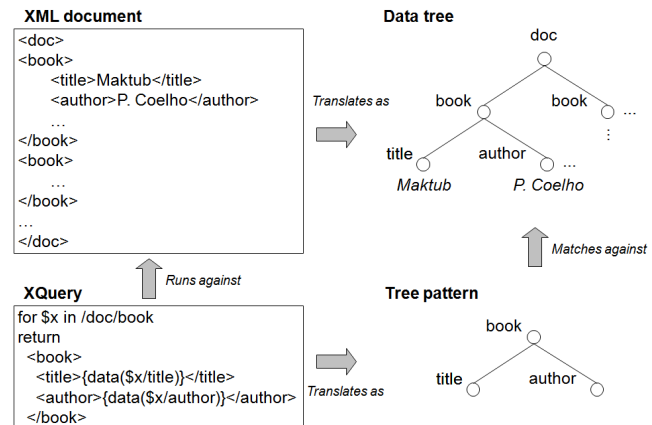 XML document
<doc>
<book>
<title>Maktub</title>
<author>P. Coelho</author>
…
</book>
<book>
…
</book>
…
</doc>
Translates as
Data tree
doc
book
book
...
...
title
author
...
Maktub
P. Coelho
Runs against
Matches against
XQuery
for $x in /doc/book
return
<book>
<title>{data($x/title)}</title>
<author>{data($x/author)}</author>
</book>
Translates as
Tree pattern
book
title
author